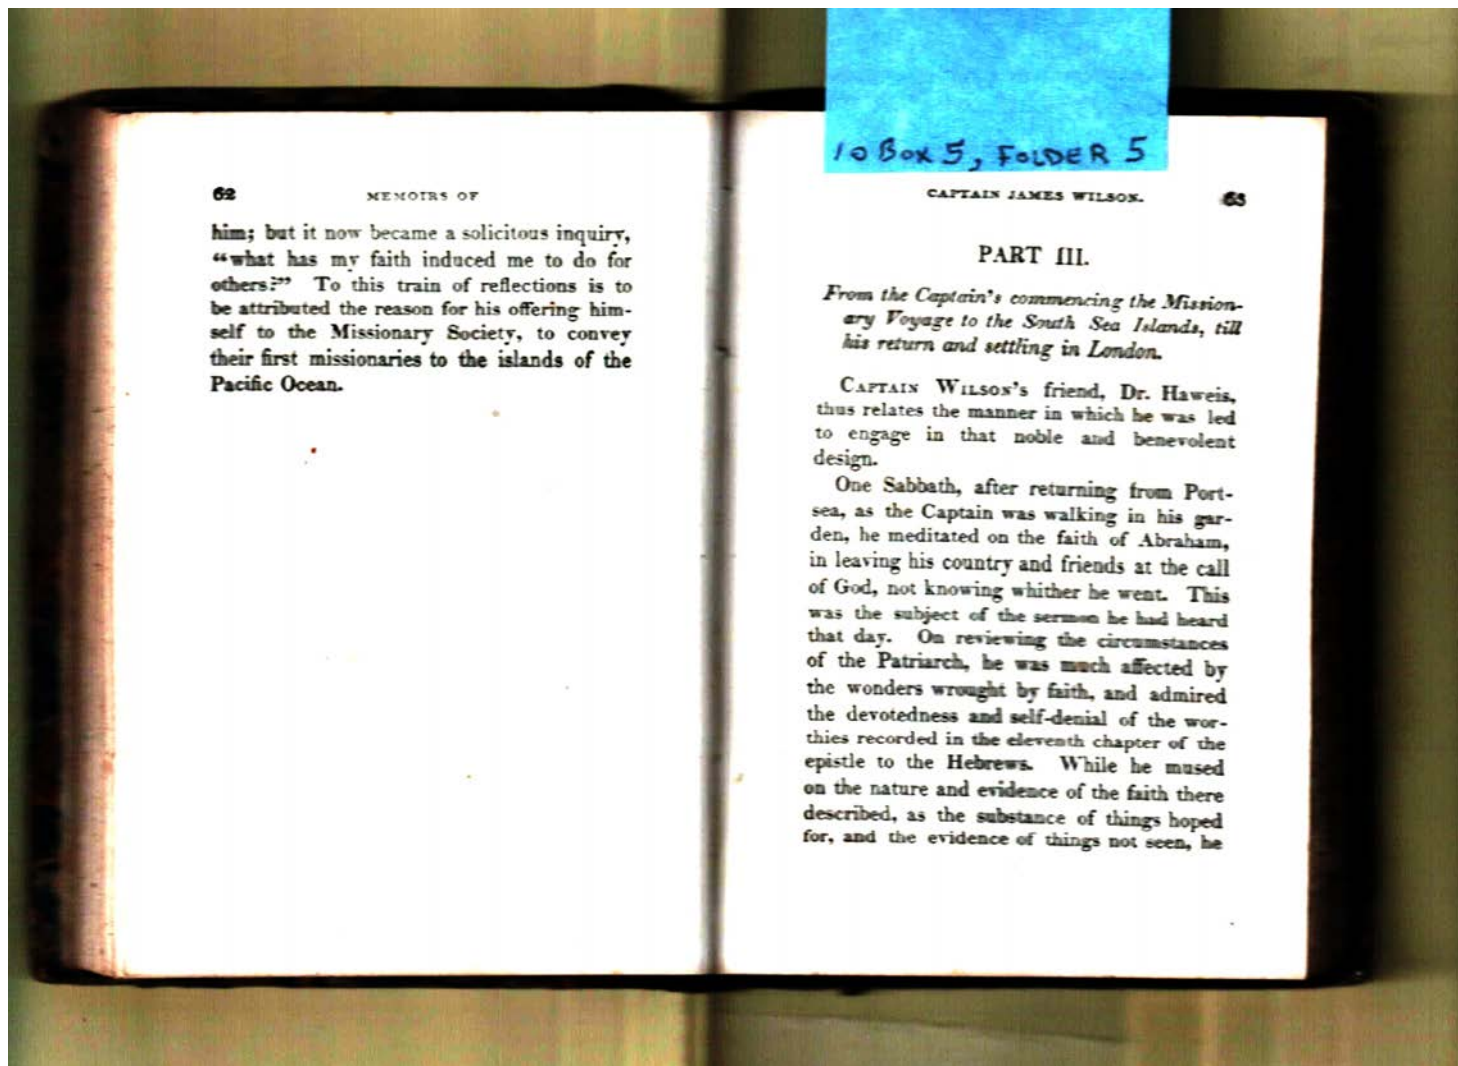 10 Box 5, FOLDER 5
62 MEMOIRS OF
him; but it now became a solicitous inquiry,
“what has my faith induced me to do for
others?” To this train of reflections is to
be attributed the reason for his offering him-
self to the Missionary Society, to convey
their first missionaries to the islands of the
Pacific Ocean.
CAPTAIN JAMES WILSON. 63
PART III.
From the Captain's commencing the Mission-
ary Voyage to the South Sea Islands, till
his return and settling in London.
CAPTAIN WILSON's friend, Dr. Haweis,
thus relates the manner in which he was led
to engage in that noble and benevolent
design.
One Sabbath, after returning from Port-
sea, as the Captain was walking in his gar-
den, he meditated on the faith of Abraham,
in leaving his country and friends at the call
of God, not knowing whither he went. This
was the subject of the sermon he had heard
that day. On reviewing the circumstances
of the Patriarch, he was much affected by
the wonders wrought by faith, and admired
the devotedness and self-denial of the wor-
thies recorded in the eleventh chapter of the
epistle to the Hebrews. While he mused
on the nature and evidence of the faith there
described, as the substance of things hoped
for, and the evidence of things not seen, he